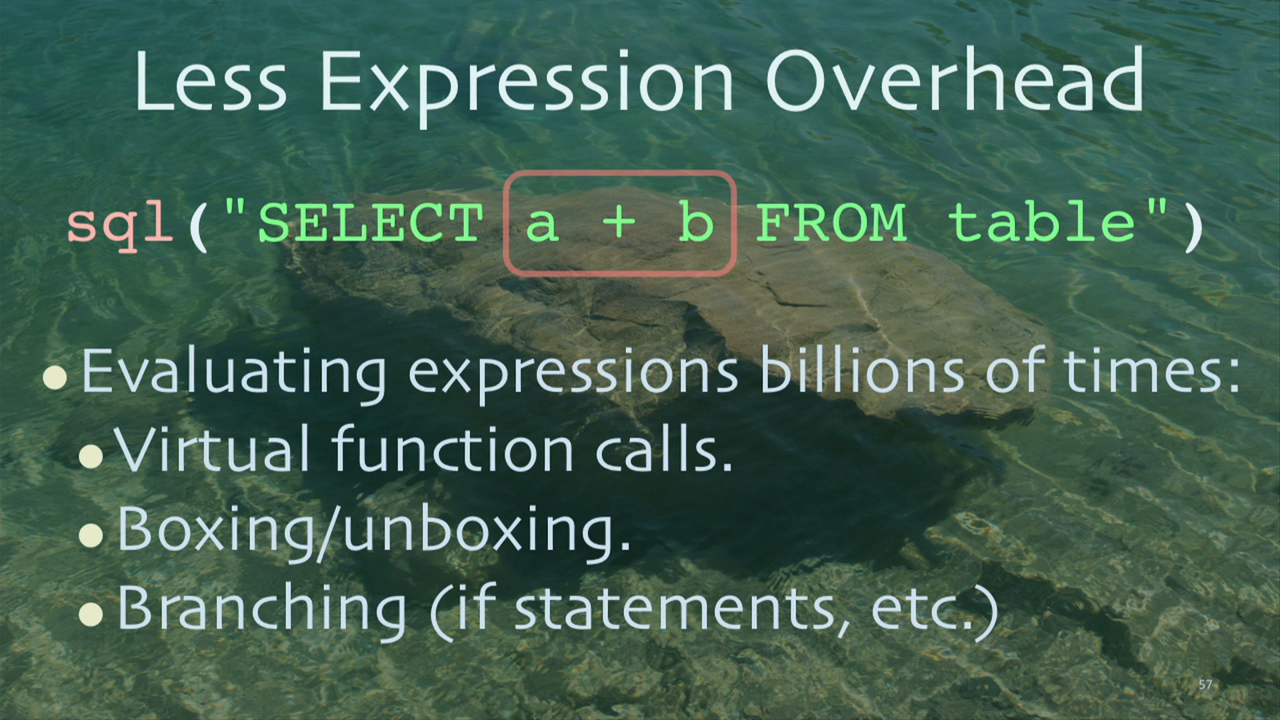 Less Expression Overhead
sql("SELECT a + b FROM table")
• Evaluating expressions billions of times:
• Virtual function calls.
• Boxing/unboxing.
• Branching (if statements, etc.)
57